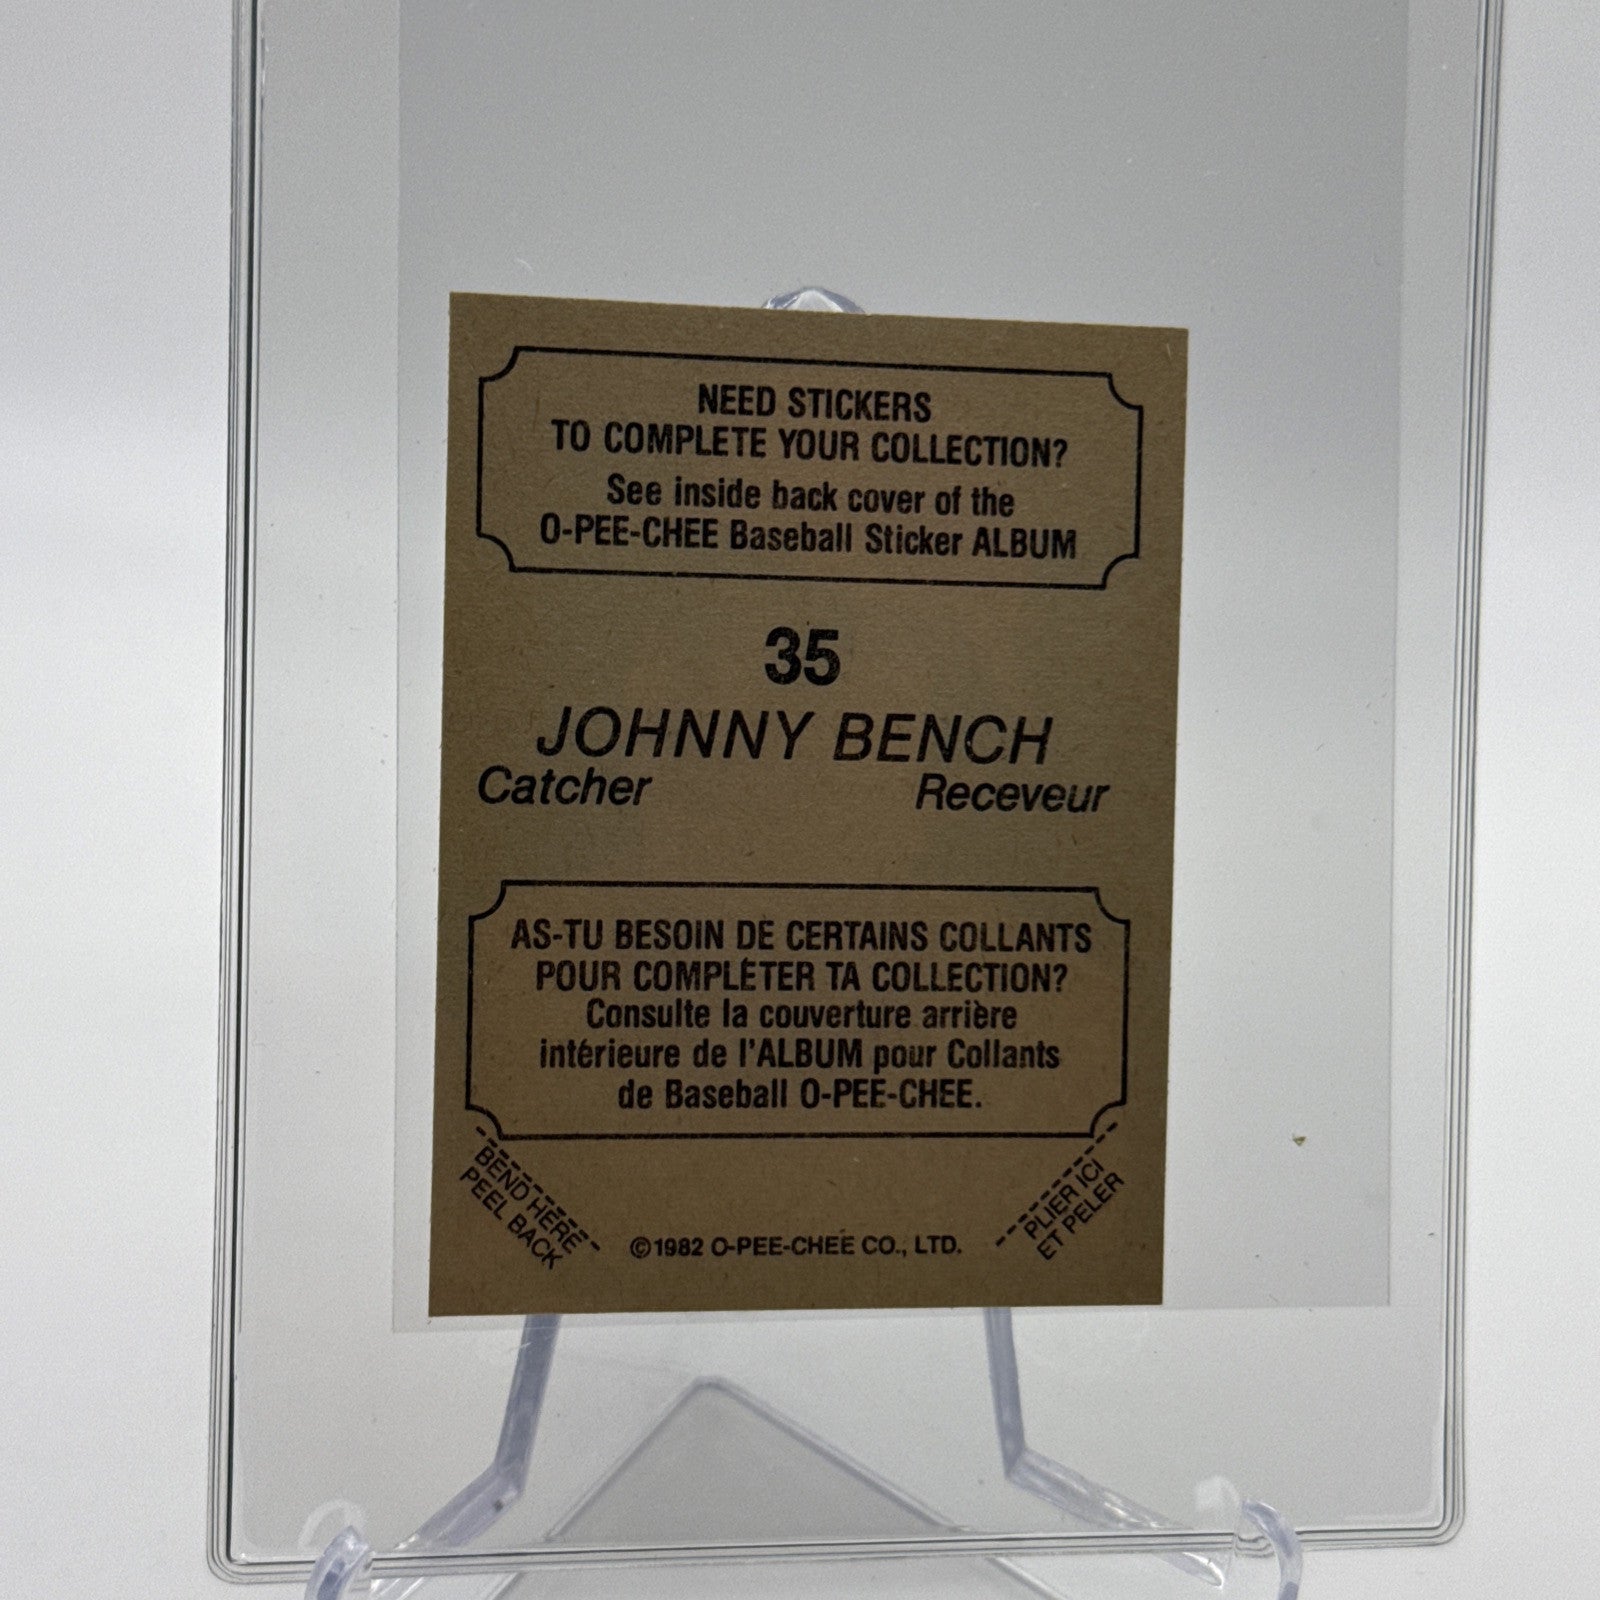 NEED STICKERS
TO COMPLETE YOUR COLLECTION?
See inside back cover of the
O-PEE-CHEE Baseball Sticker ALBUM
35
JOHNNY BENCH
Catcher Receveur
AS-TU BESOIN DE CERTAINS COLLANTS
POUR COMPLÉTER TA COLLECTION?
Consulte la couverture arrière
intérieure de l'ALBUM pour Collants
de Baseball O-PEE-CHEE.
BEND HERE
PEEL BACK
©1982 O-PEE-CHEE CO., LTD.
PLIER ICI
ET PELER